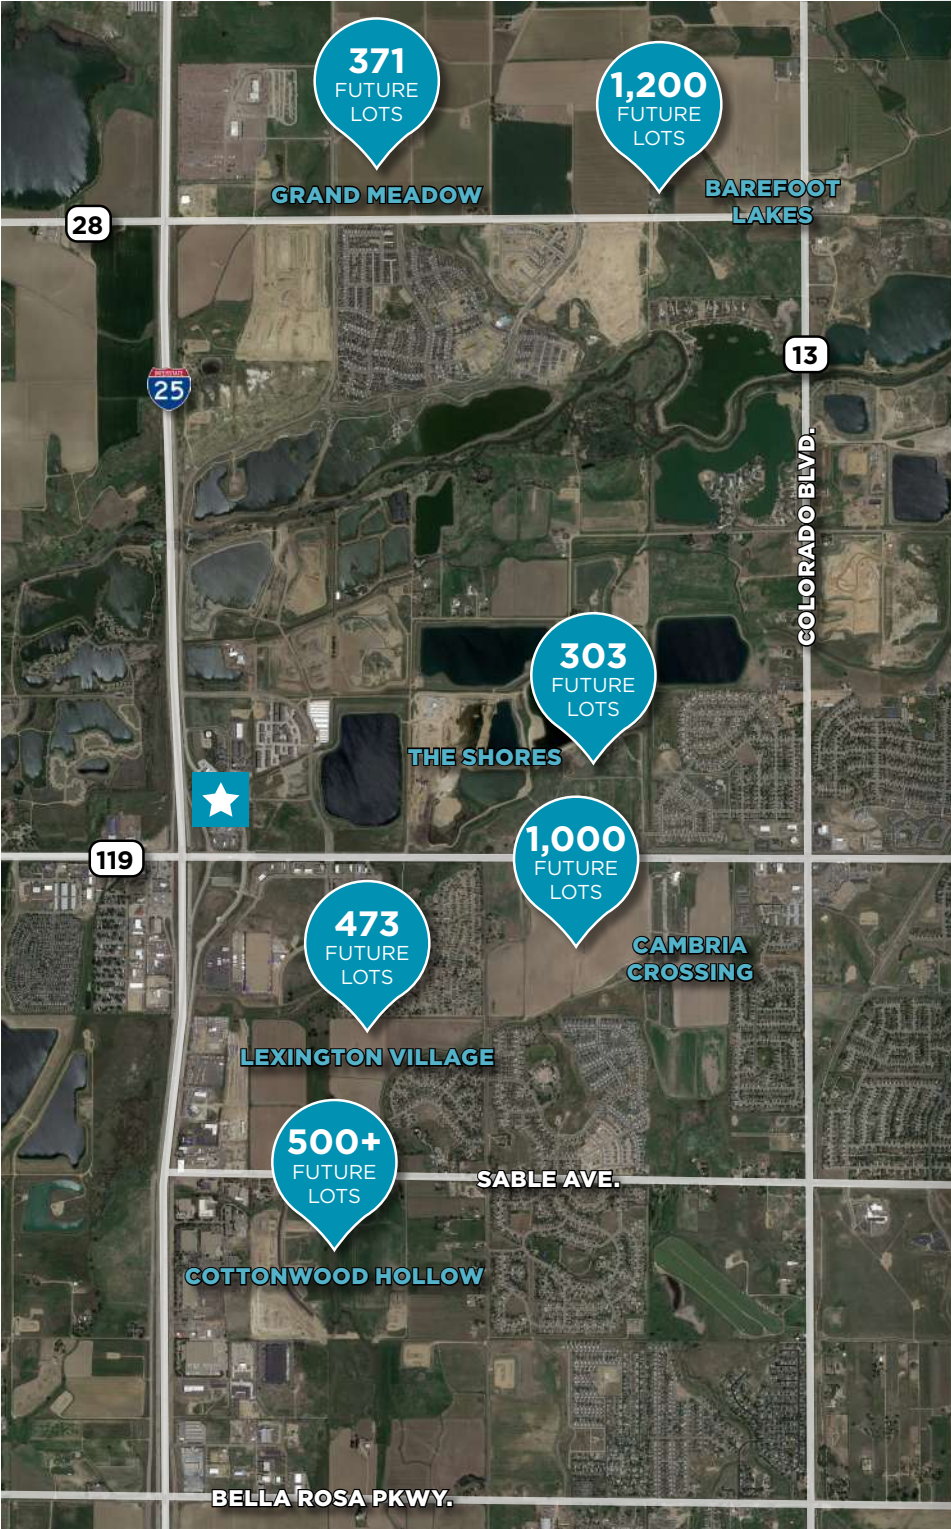 371
FUTURE
LOTS
1,200
FUTURE
LOTS
GRAND MEADOW
BAREFOOT
LAKES
28
13
INTERSTATE
25
COLORADO BLVD.
303
FUTURE
LOTS
THE SHORES
1,000
FUTURE
LOTS
119
473
FUTURE
LOTS
CAMBRIA
CROSSING
LEXINGTON VILLAGE
500+
FUTURE
LOTS
SABLE AVE.
COTTONWOOD HOLLOW
BELLA ROSA PKWY.